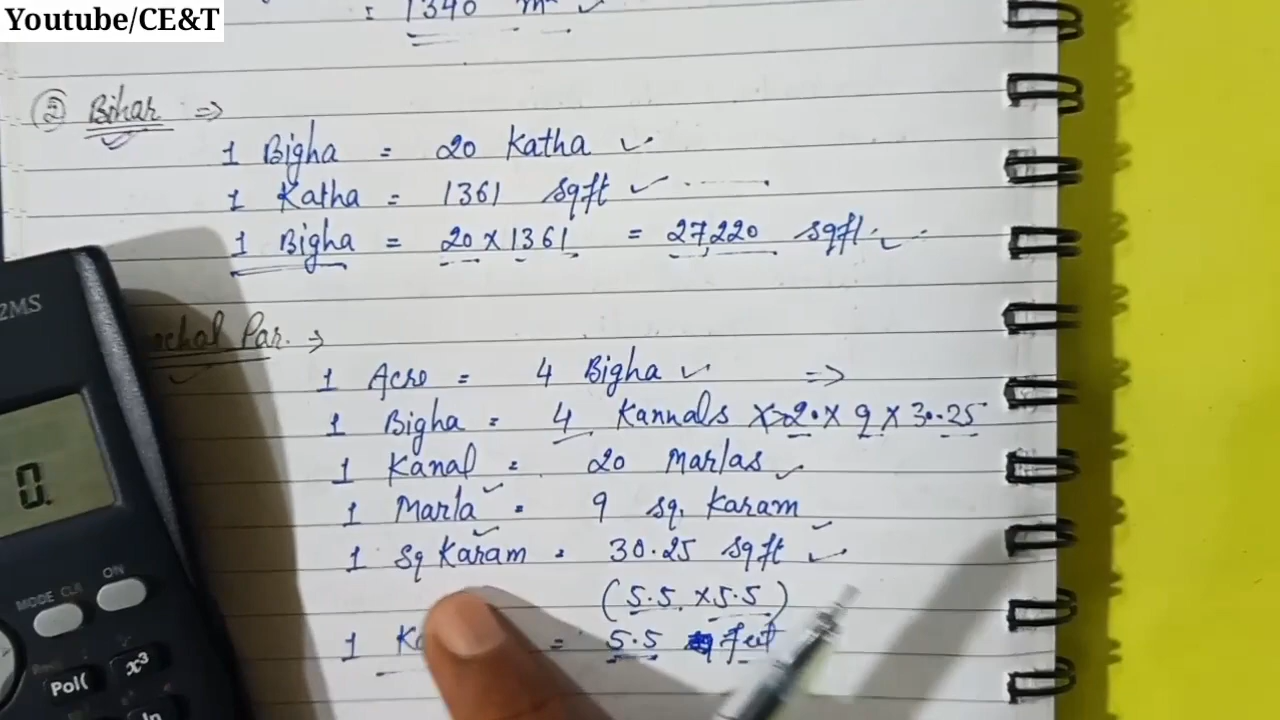 Youtube/CE&T
= 1340 m²
② Bihar ⇒
1 Bigha = 20 Katha ✓
1 Katha = 1361 sqft ✓
1 Bigha = 20 x 1361 = 27,220 sqft
2MS
Par. →
1 Acre = 4 Bigha ✓ ⇒
1 Bigha = 4 Kannals x 20 x 9 x 30.25
1 Kanal = 20 Marlas ✓
1 Marla = 9 sq. Karam
1 Sq Karam = 30.25 sqft ✓
(5.5 x 5.5)
1 = 5.5 feet
0.
MODE CLR ON
Pol( x³
ln